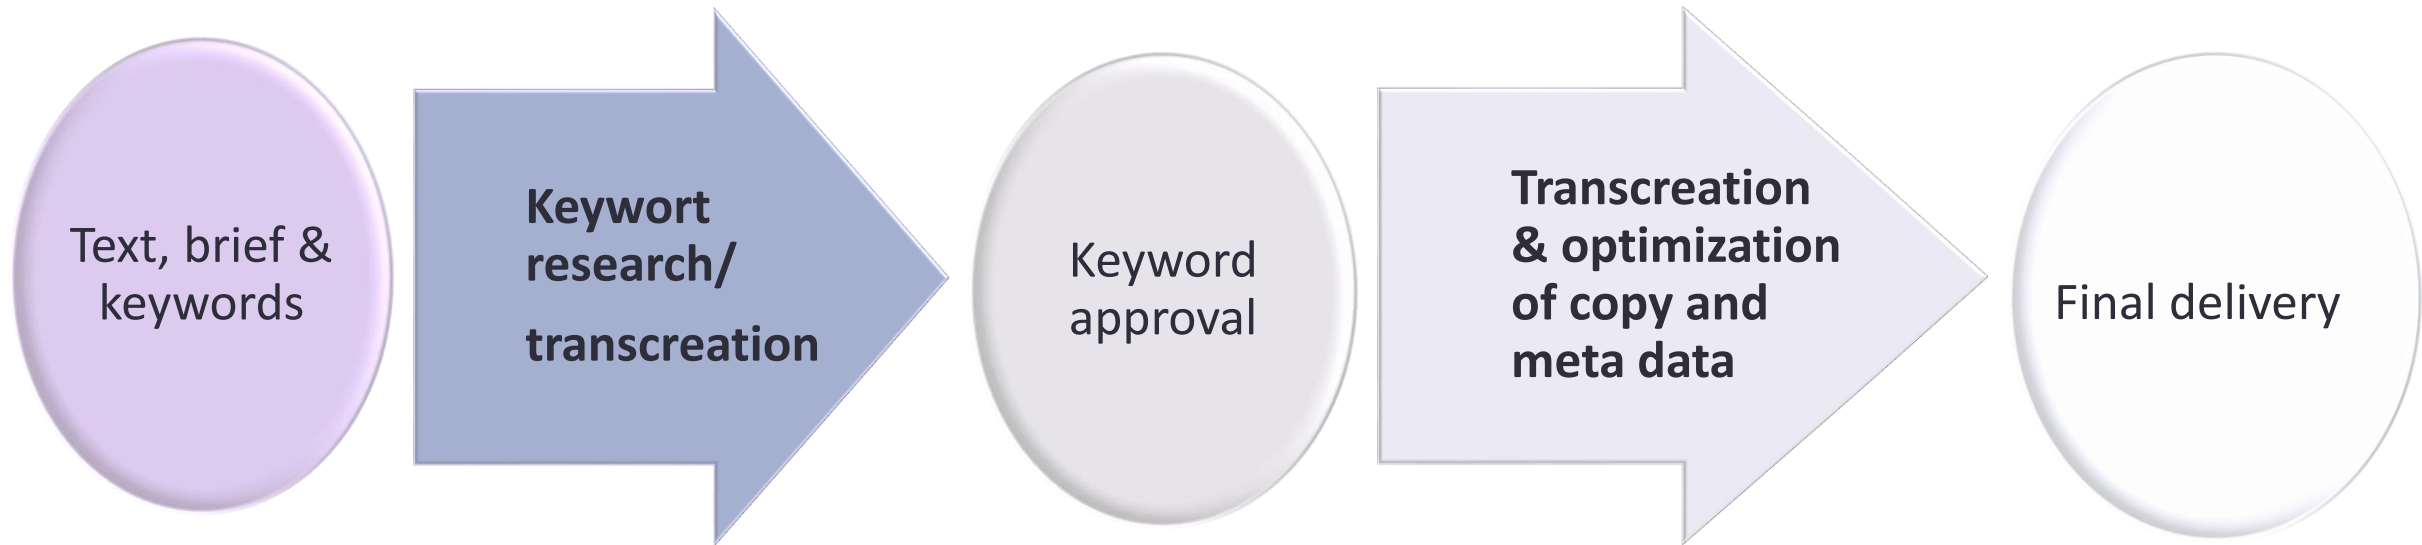 Text, brief &
keywords
Keywort
research/
transcreation
Keyword
approval
Transcreation
& optimization
of copy and
meta data
Final delivery